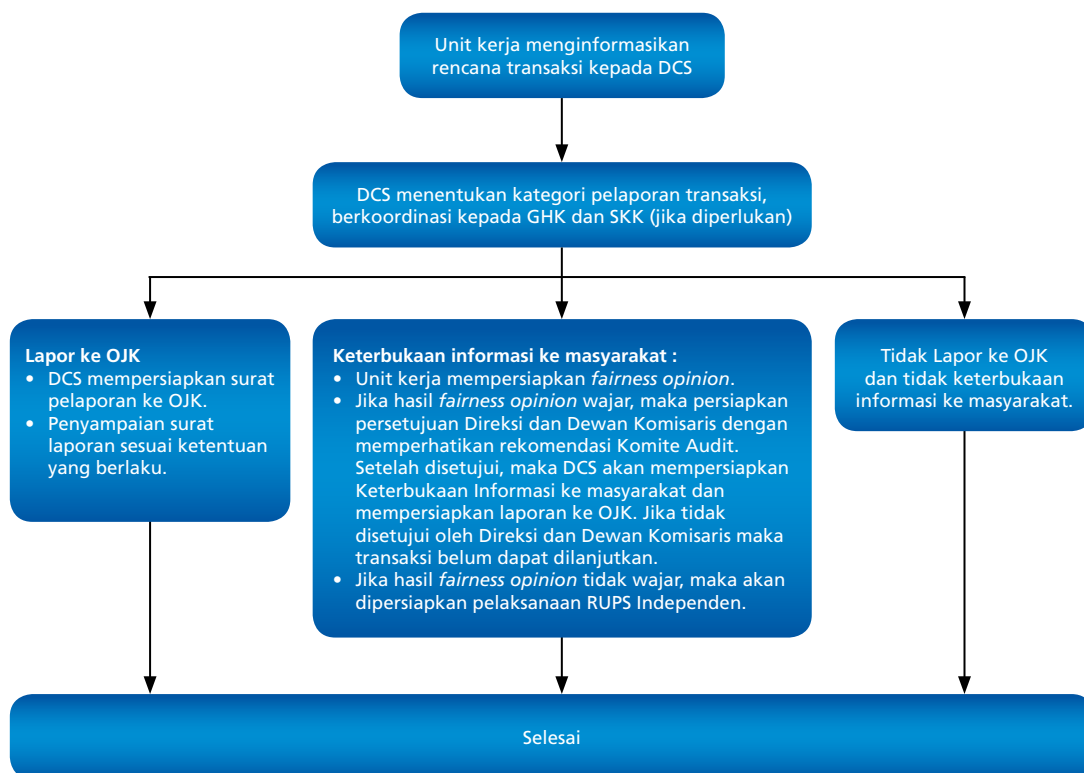 Unit kerja menginformasikan
rencana transaksi kepada DCS
DCS menentukan kategori pelaporan transaksi,
berkoordinasi kepada GHK dan SKK (jika diperlukan)
Lapor ke OJK
• DCS mempersiapkan surat
pelaporan ke OJK.
• Penyampaian surat
laporan sesuai ketentuan
yang berlaku.
Keterbukaan informasi ke masyarakat :
• Unit kerja mempersiapkan fairness opinion.
• Jika hasil fairness opinion wajar, maka persiapkan
persetujuan Direksi dan Dewan Komisaris dengan
memperhatikan rekomendasi Komite Audit.
Setelah disetujui, maka DCS akan mempersiapkan
Keterbukaan Informasi ke masyarakat dan
mempersiapkan laporan ke OJK. Jika tidak
disetujui oleh Direksi dan Dewan Komisaris maka
transaksi belum dapat dilanjutkan.
• Jika hasil fairness opinion tidak wajar, maka akan
dipersiapkan pelaksanaan RUPS Independen.
Tidak Lapor ke OJK
dan tidak keterbukaan
informasi ke masyarakat.
Selesai